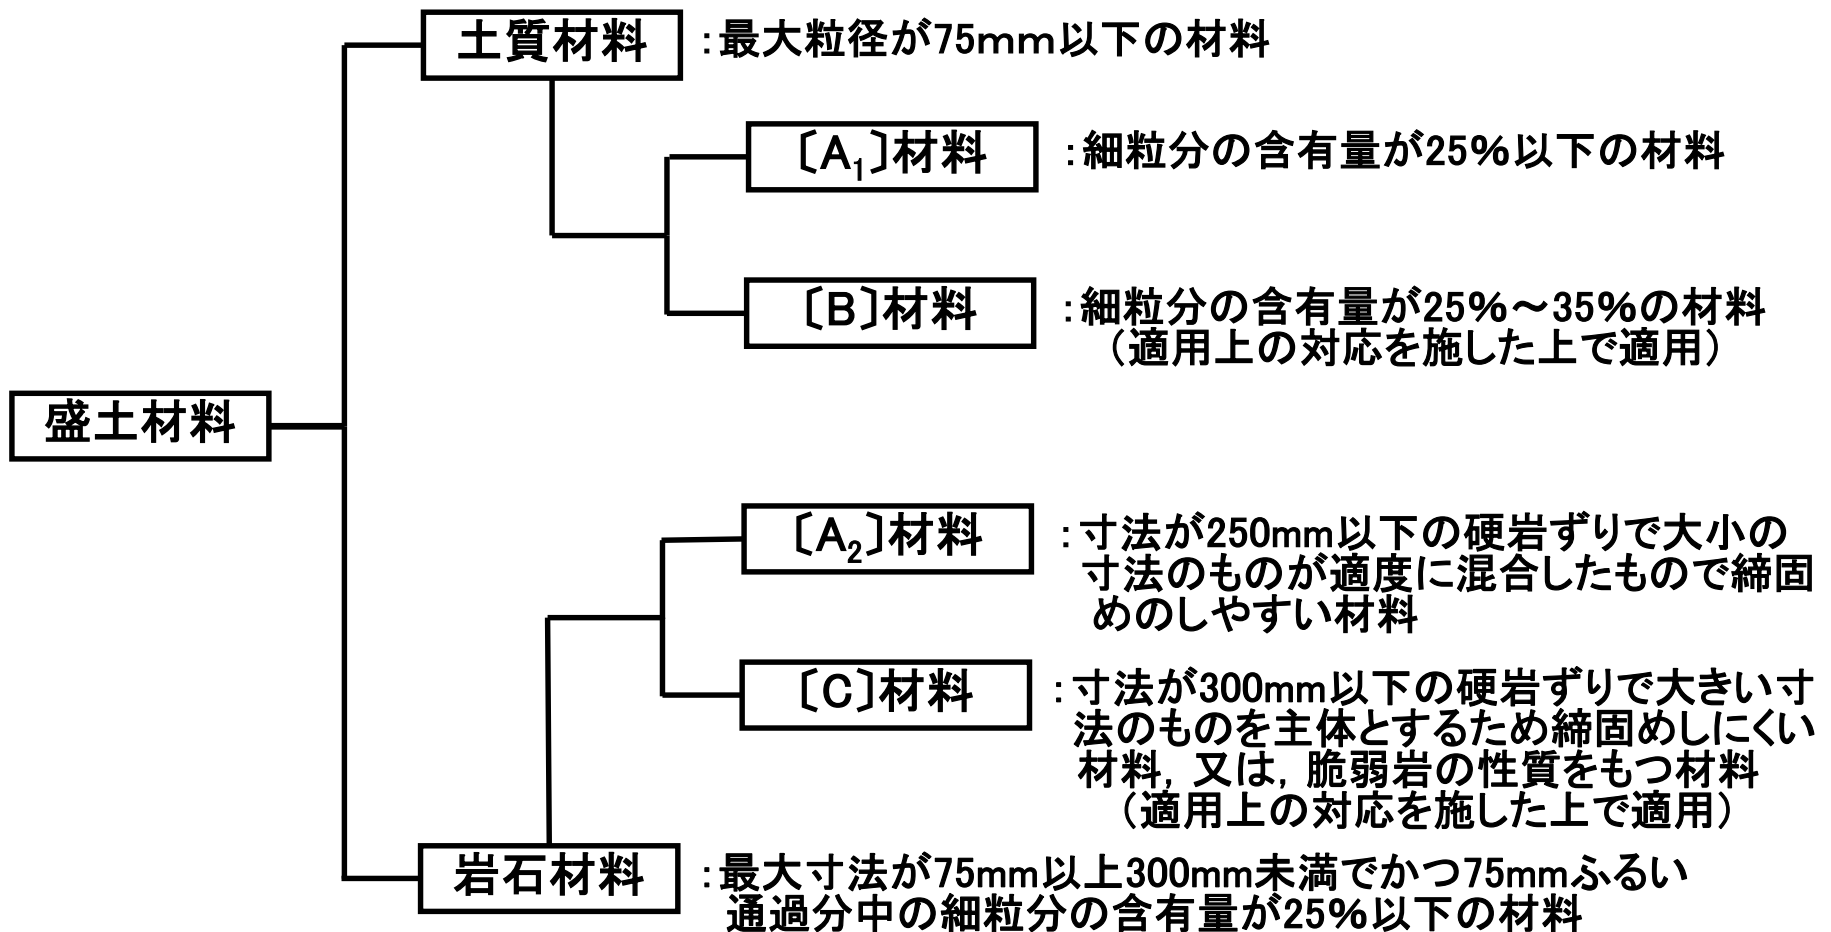 土質材料
：最大粒径が75mm以下の材料
〔A₁〕材料
：細粒分の含有量が25%以下の材料
〔B〕材料
：細粒分の含有量が25%～35%の材料
（適用上の対応を施した上で適用）
盛土材料
〔A₂〕材料
：寸法が250mm以下の硬岩ずりで大小の
寸法のものが適度に混合したもので締固
めのしやすい材料
〔C〕材料
：寸法が300mm以下の硬岩ずりで大きい寸
法のものを主体とするため締固めしにくい
材料，又は，脆弱岩の性質をもつ材料
（適用上の対応を施した上で適用）
岩石材料
：最大寸法が75mm以上300mm未満でかつ75mmふるい
通過分中の細粒分の含有量が25%以下の材料